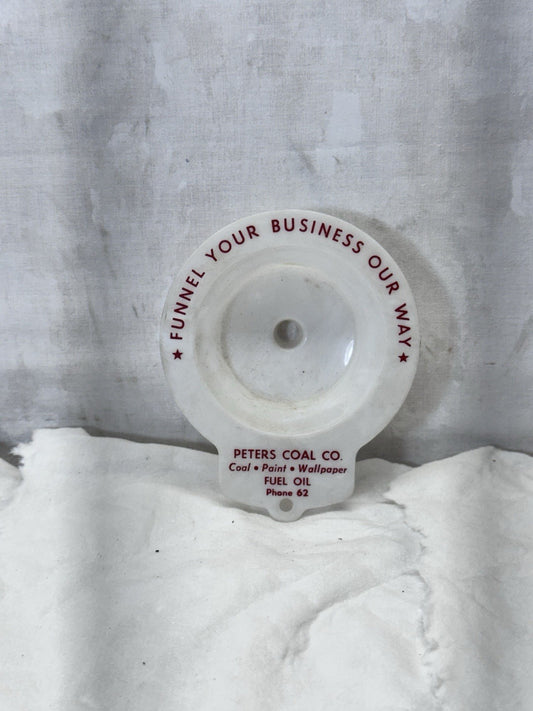 ★ FUNNEL YOUR BUSINESS OUR WAY ★
PETERS COAL CO.
Coal • Paint • Wallpaper
FUEL OIL
Phone 62